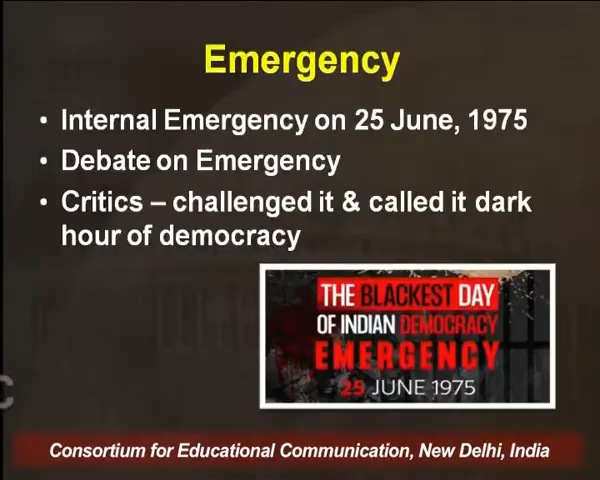 Emergency
• Internal Emergency on 25 June, 1975
• Debate on Emergency
• Critics – challenged it & called it dark
hour of democracy
THE BLACKEST DAY
OF INDIAN DEMOCRACY
EMERGENCY
25 JUNE 1975
C
Consortium for Educational Communication, New Delhi, India